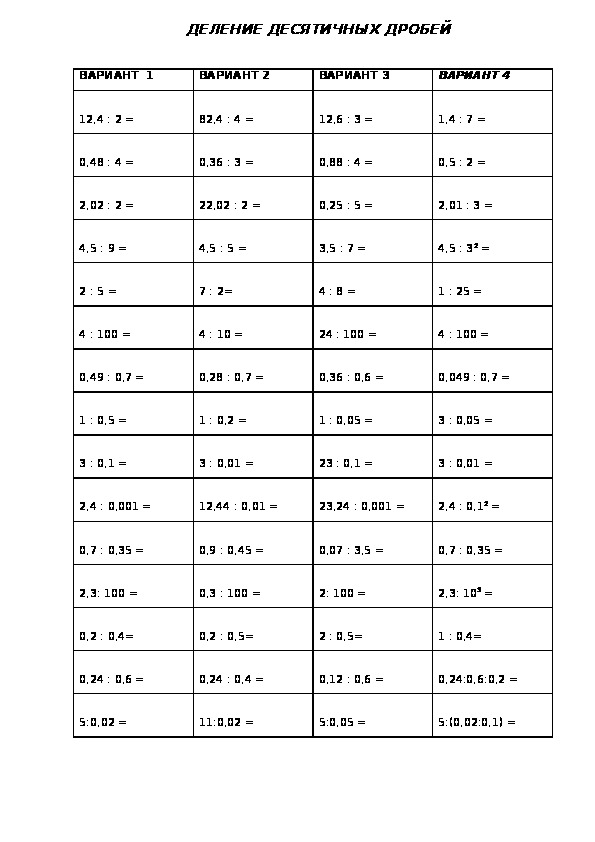 ДЕЛЕНИЕ ДЕСЯТИЧНЫХ ДРОБЕЙ
ВАРИАНТ 1 ВАРИАНТ 2 ВАРИАНТ 3 ВАРИАНТ 4
12,4 : 2 = 82,4 : 4 = 12,6 : 3 = 1,4 : 7 =
0,48 : 4 = 0,36 : 3 = 0,88 : 4 = 0,5 : 2 =
2,02 : 2 = 22,02 : 2 = 0,25 : 5 = 2,01 : 3 =
4,5 : 9 = 4,5 : 5 = 3,5 : 7 = 4,5 : 3² =
2 : 5 = 7 : 2= 4 : 8 = 1 : 25 =
4 : 100 = 4 : 10 = 24 : 100 = 4 : 100 =
0,49 : 0,7 = 0,28 : 0,7 = 0,36 : 0,6 = 0,049 : 0,7 =
1 : 0,5 = 1 : 0,2 = 1 : 0,05 = 3 : 0,05 =
3 : 0,1 = 3 : 0,01 = 23 : 0,1 = 3 : 0,01 =
2,4 : 0,001 = 12,44 : 0,01 = 23,24 : 0,001 = 2,4 : 0,1² =
0,7 : 0,35 = 0,9 : 0,45 = 0,07 : 3,5 = 0,7 : 0,35 =
2,3: 100 = 0,3 : 100 = 2: 100 = 2,3: 10³ =
0,2 : 0,4= 0,2 : 0,5= 2 : 0,5= 1 : 0,4=
0,24 : 0,6 = 0,24 : 0,4 = 0,12 : 0,6 = 0,24:0,6:0,2 =
5:0,02 = 11:0,02 = 5:0,05 = 5:(0,02:0,1) =